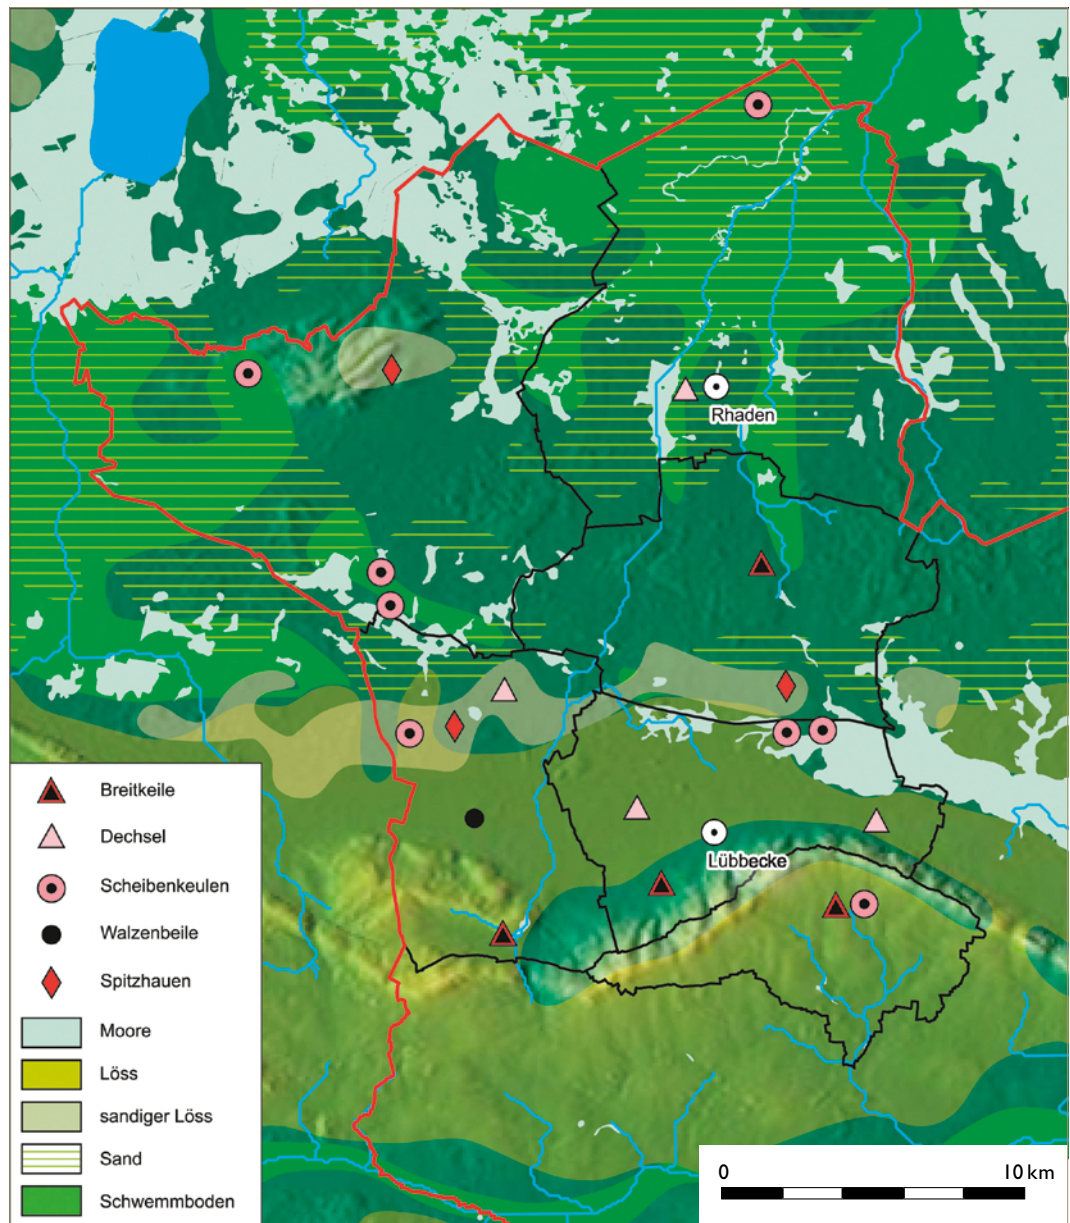 Rhaden
Lübbecke
Breitkeile
Dechsel
Scheibenkeulen
Walzenbeile
Spitzhauen
Moore
Löss
sandiger Löss
Sand
Schwemmboden
0 10 km